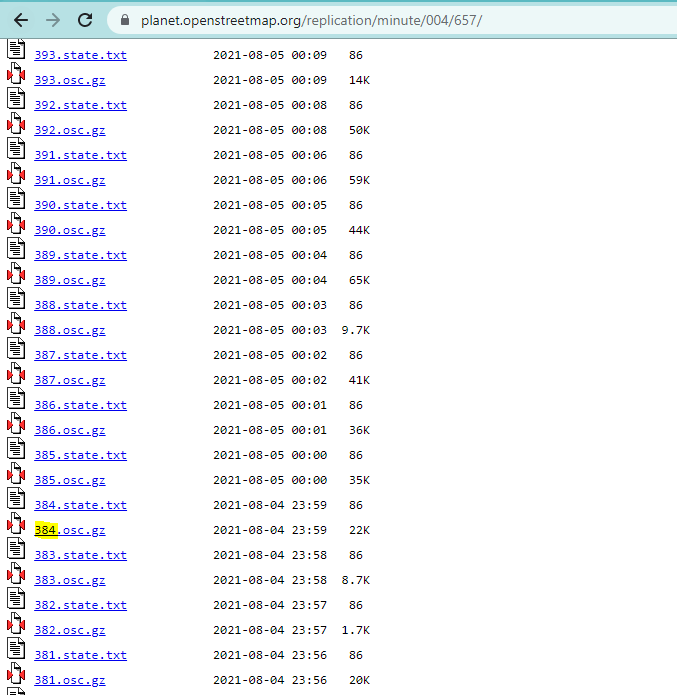 planet.openstreetmap.org/replication/minute/004/657/
393.state.txt 2021-08-05 00:09 86
393.osc.gz 2021-08-05 00:09 14K
392.state.txt 2021-08-05 00:08 86
392.osc.gz 2021-08-05 00:08 50K
391.state.txt 2021-08-05 00:06 86
391.osc.gz 2021-08-05 00:06 59K
390.state.txt 2021-08-05 00:05 86
390.osc.gz 2021-08-05 00:05 44K
389.state.txt 2021-08-05 00:04 86
389.osc.gz 2021-08-05 00:04 65K
388.state.txt 2021-08-05 00:03 86
388.osc.gz 2021-08-05 00:03 9.7K
387.state.txt 2021-08-05 00:02 86
387.osc.gz 2021-08-05 00:02 41K
386.state.txt 2021-08-05 00:01 86
386.osc.gz 2021-08-05 00:01 36K
385.state.txt 2021-08-05 00:00 86
385.osc.gz 2021-08-05 00:00 35K
384.state.txt 2021-08-04 23:59 86
384.osc.gz 2021-08-04 23:59 22K
383.state.txt 2021-08-04 23:58 86
383.osc.gz 2021-08-04 23:58 8.7K
382.state.txt 2021-08-04 23:57 86
382.osc.gz 2021-08-04 23:57 1.7K
381.state.txt 2021-08-04 23:56 86
381.osc.gz 2021-08-04 23:56 20K